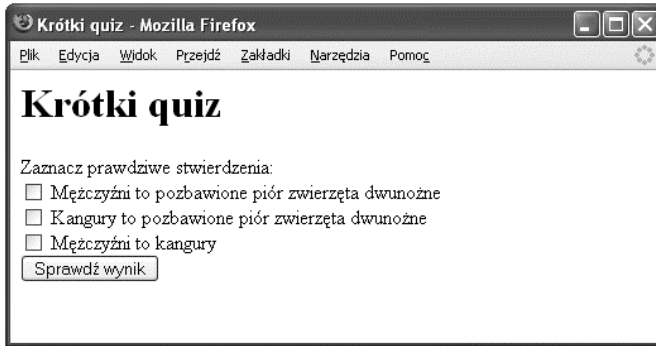 Krótki quiz - Mozilla Firefox
Plik Edycja Widok Przejdź Zakładki Narzędzia Pomoc
Krótki quiz
Zaznacz prawdziwe stwierdzenia:
Mężczyźni to pozbawione piór zwierzęta dwunożne
Kangury to pozbawione piór zwierzęta dwunożne
Mężczyźni to kangury
Sprawdź wynik